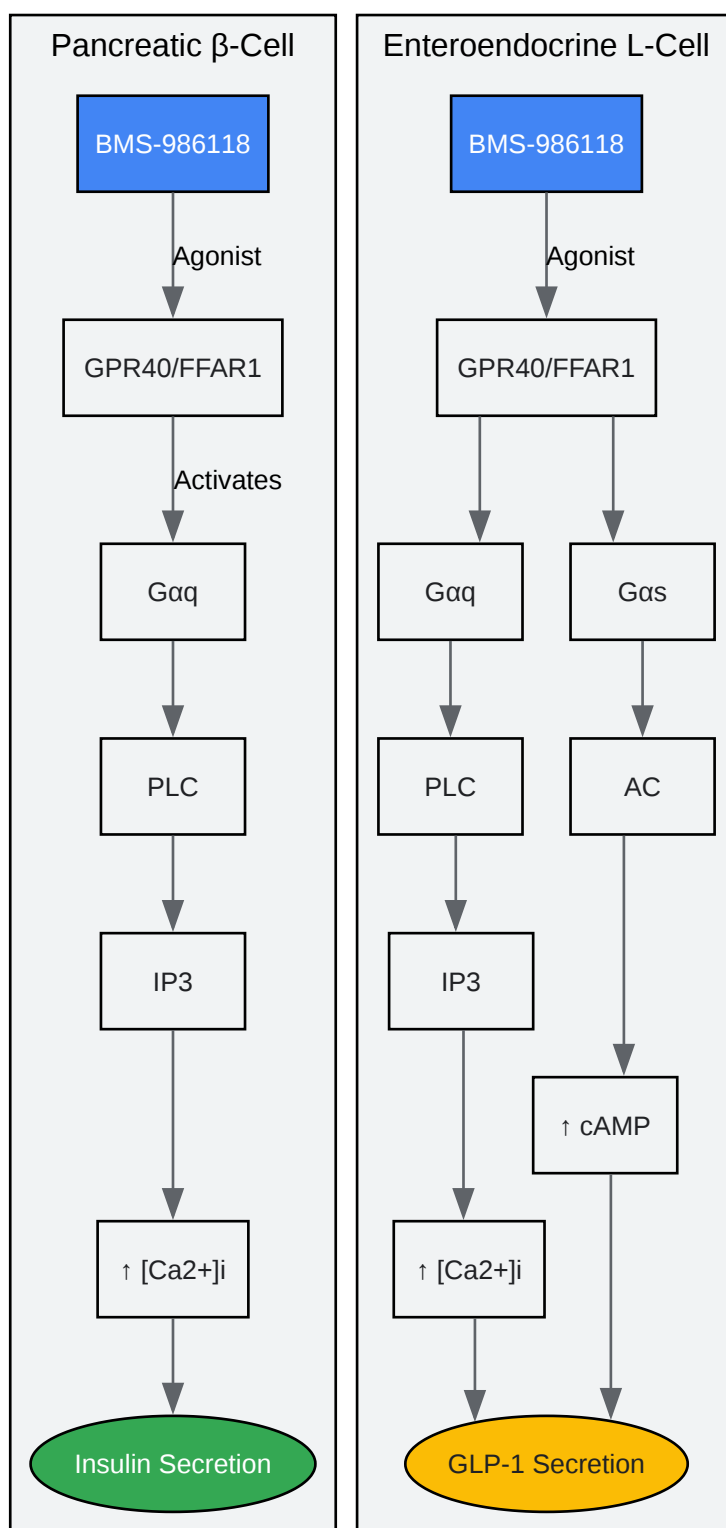 Pancreatic β-Cell
BMS-986118
Agonist
GPR40/FFAR1
Activates
Gαq
PLC
IP3
↑ [Ca2+]i
Insulin Secretion
Enteroendocrine L-Cell
BMS-986118
Agonist
GPR40/FFAR1
Gαq
Gαs
PLC
AC
IP3
↑ cAMP
↑ [Ca2+]i
GLP-1 Secretion